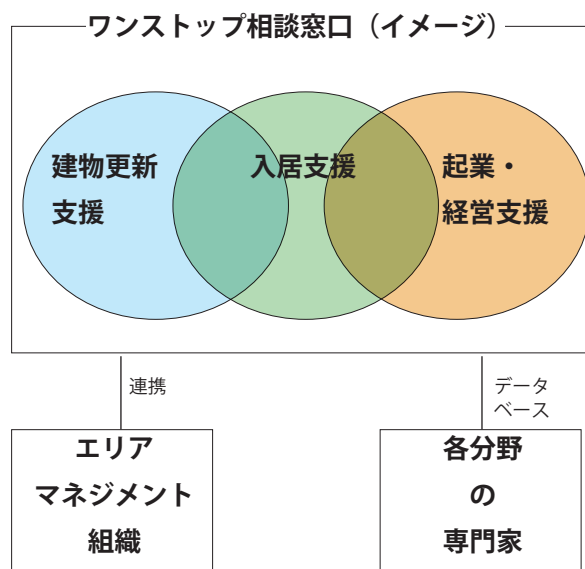 ワンストップ相談窓口（イメージ）
建物更新
支援
入居支援
起業・
経営支援
連携
データ
ベース
エリア
マネジメント
組織
各分野
の
専門家